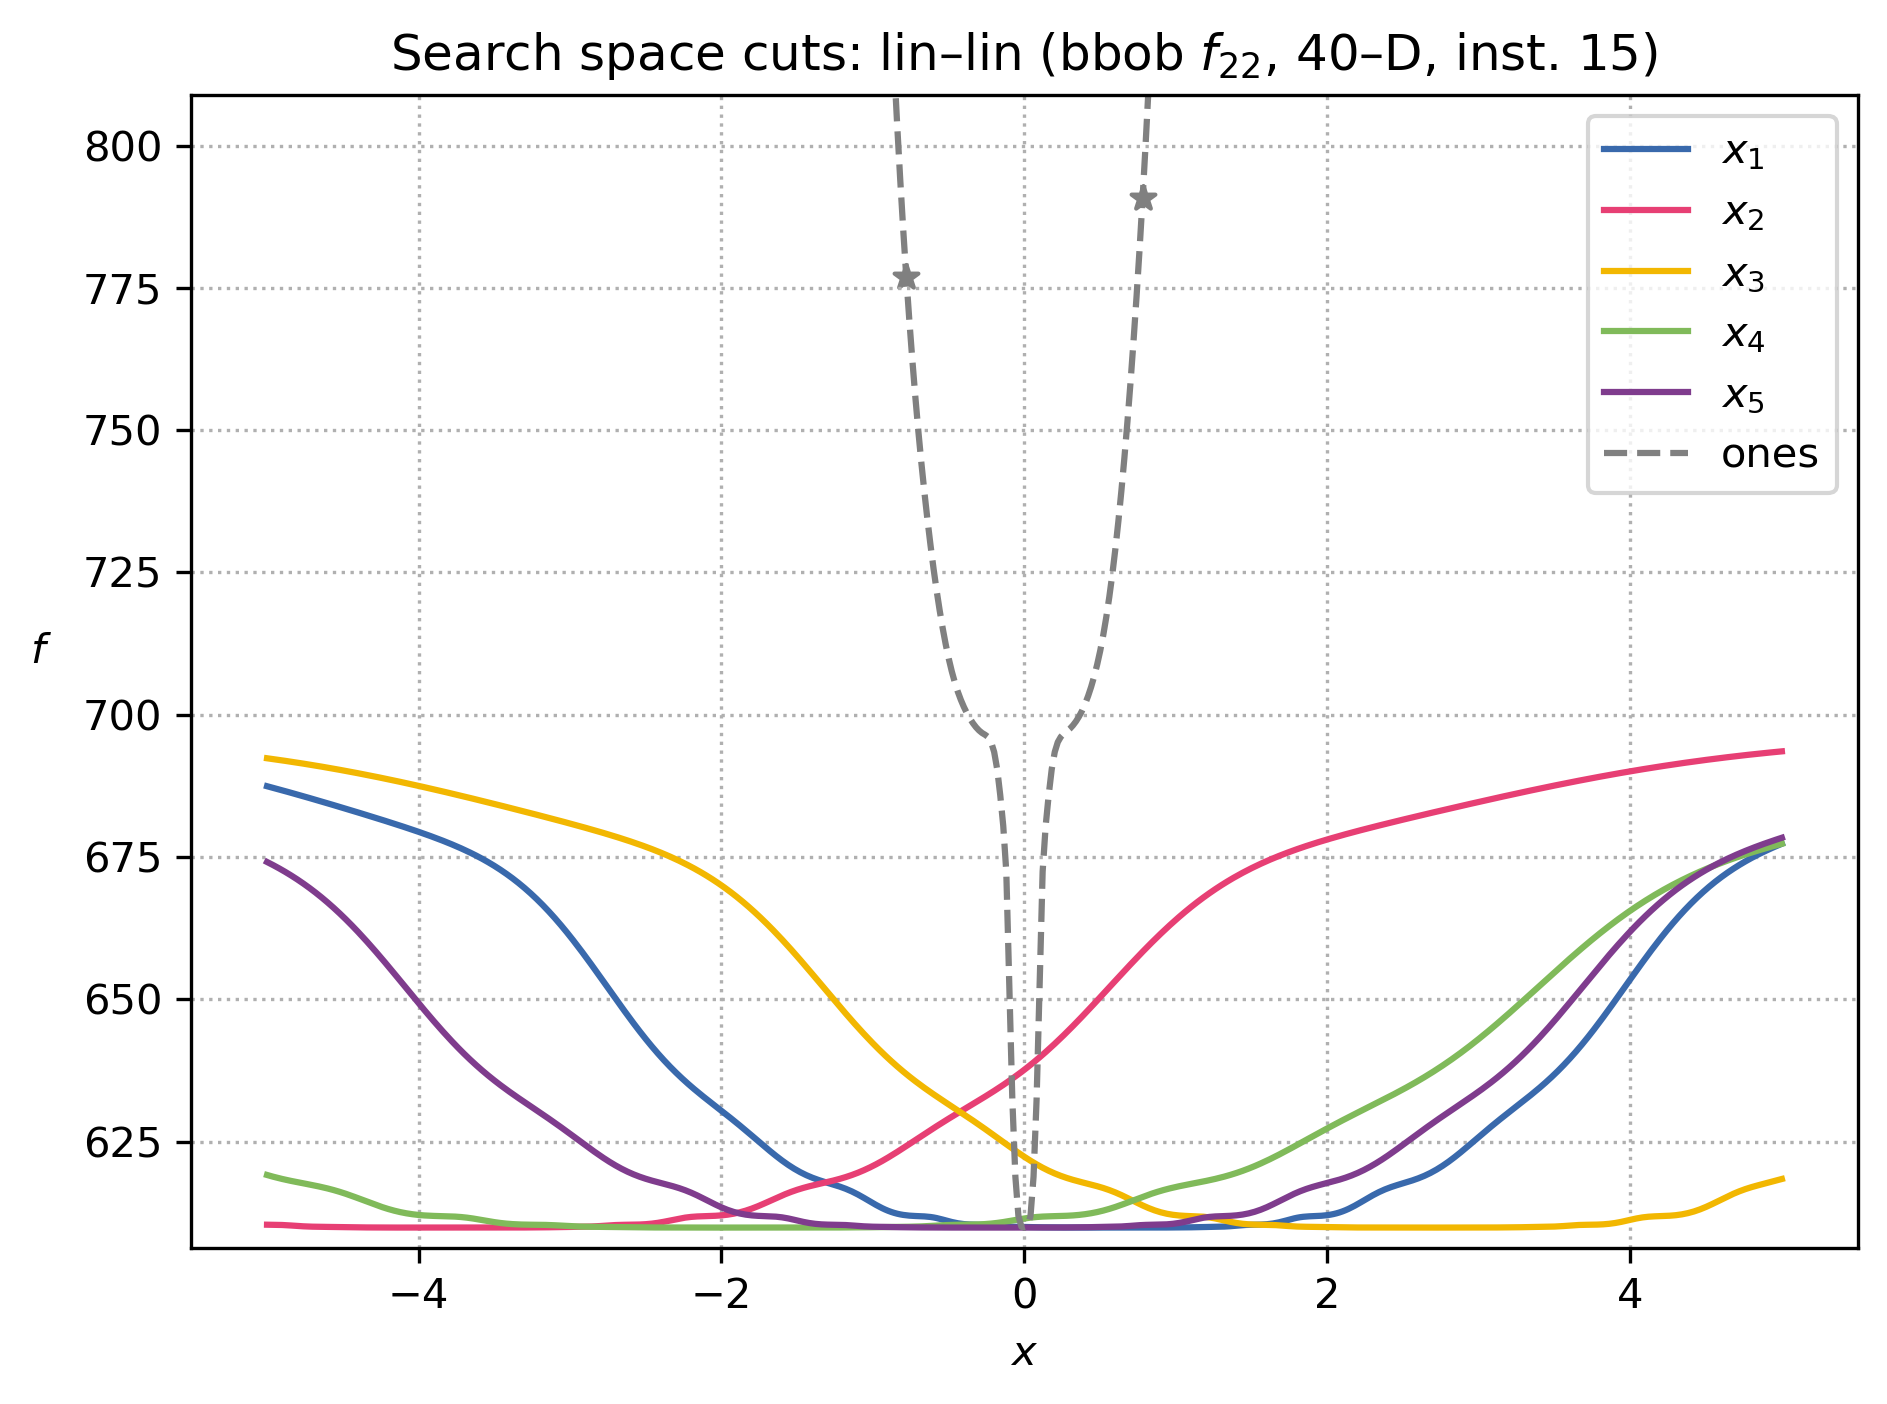 Search space cuts: lin–lin (bbob f₂₂, 40–D, inst. 15)
800
775
750
725
700
675
650
625
f
−4
−2
0
2
4
x
x₁
x₂
x₃
x₄
x₅
ones